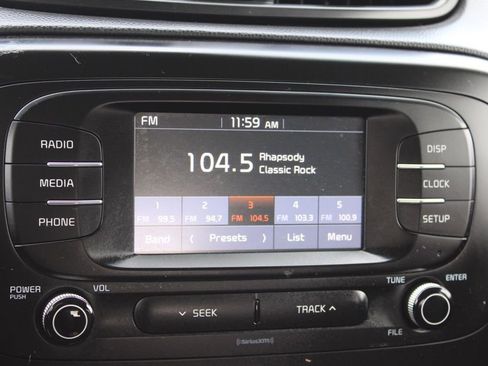 FM 11:59 AM
RADIO
MEDIA
PHONE
104.5 Rhapsody
Classic Rock
1 2 3 4 5
FM 99.5 FM 94.7 FM 104.5 FM 103.3 FM 100.9
Band ⟨ Presets ⟩ List Menu
DISP
CLOCK
SETUP
POWER
PUSH
VOL
∨ SEEK
TRACK ∧
TUNE
ENTER
FILE
SiriusXM